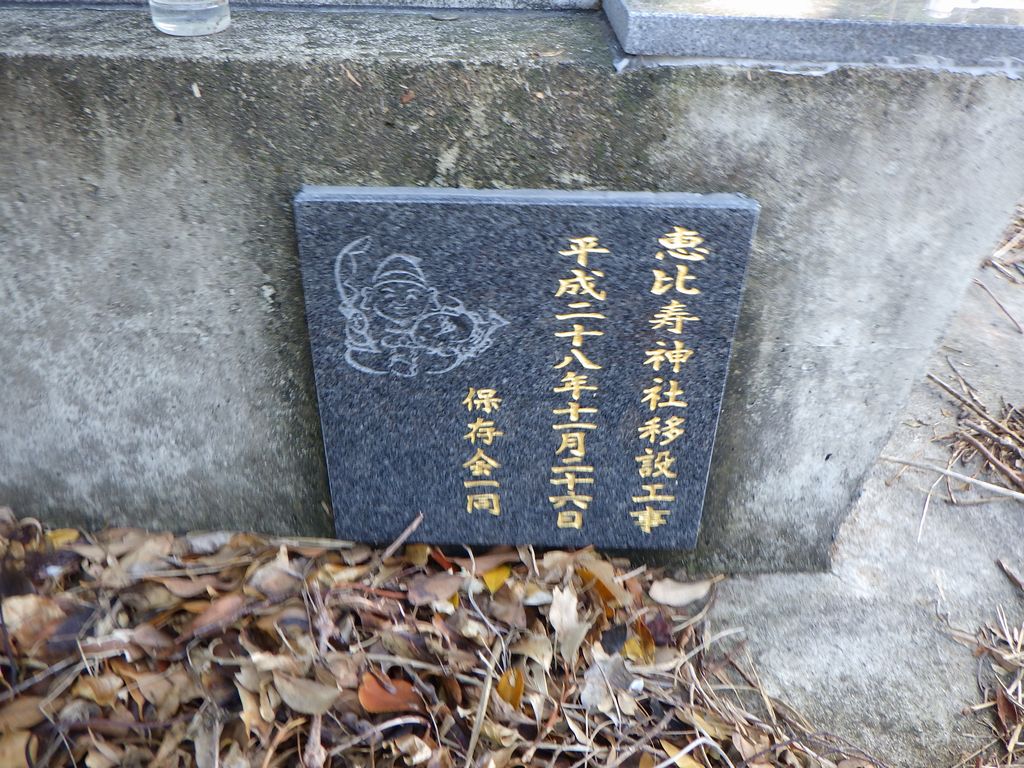 恵比寿神社移設工事
平成二十八年十一月二十六日
保存会一同